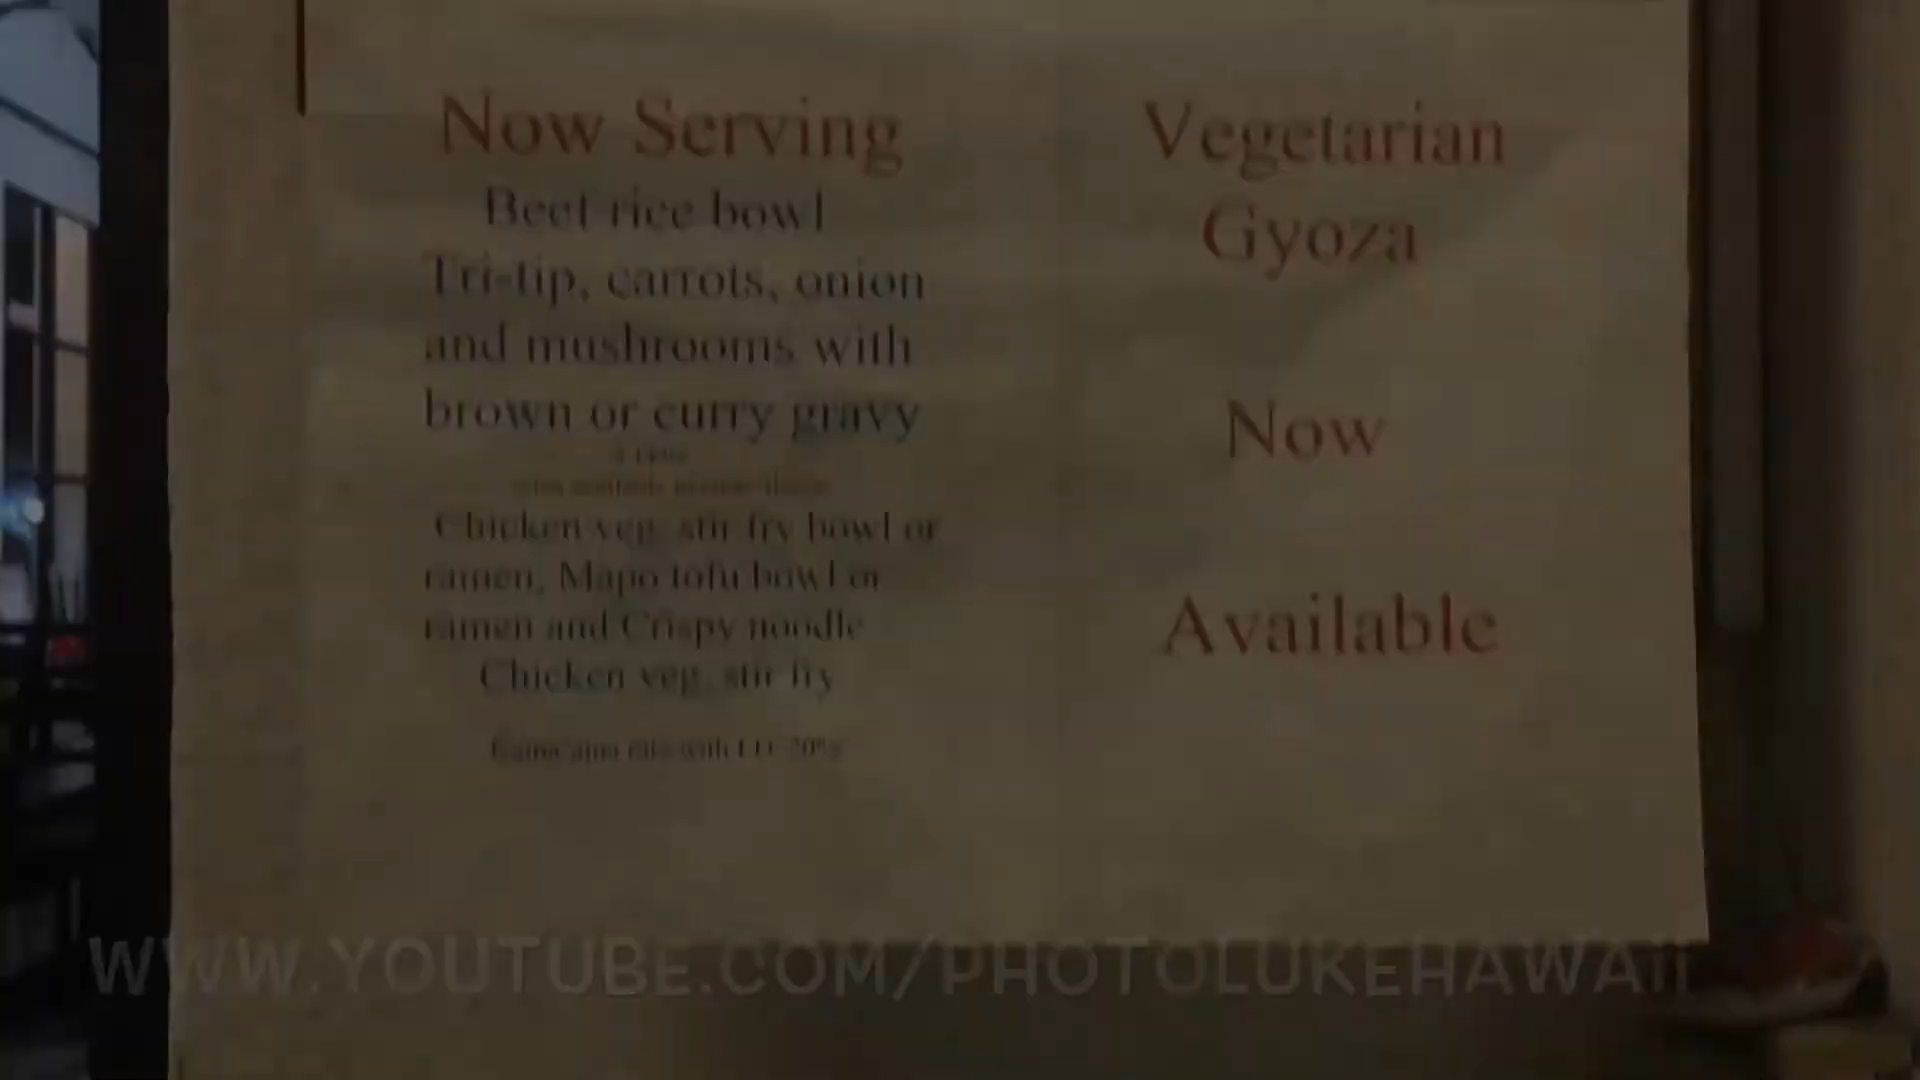 Now Serving
Beef rice bowl
Tri-tip, carrots, onion
and mushrooms with
brown or curry gravy
Chicken veg. stir fry bowl or
ramen, Mapo tofu bowl or
ramen and Crispy noodle
Chicken veg. stir fry
with
Vegetarian
Gyoza
Now
Available
WWW.YOUTUBE.COM/PHOTOLUKEHAWAII